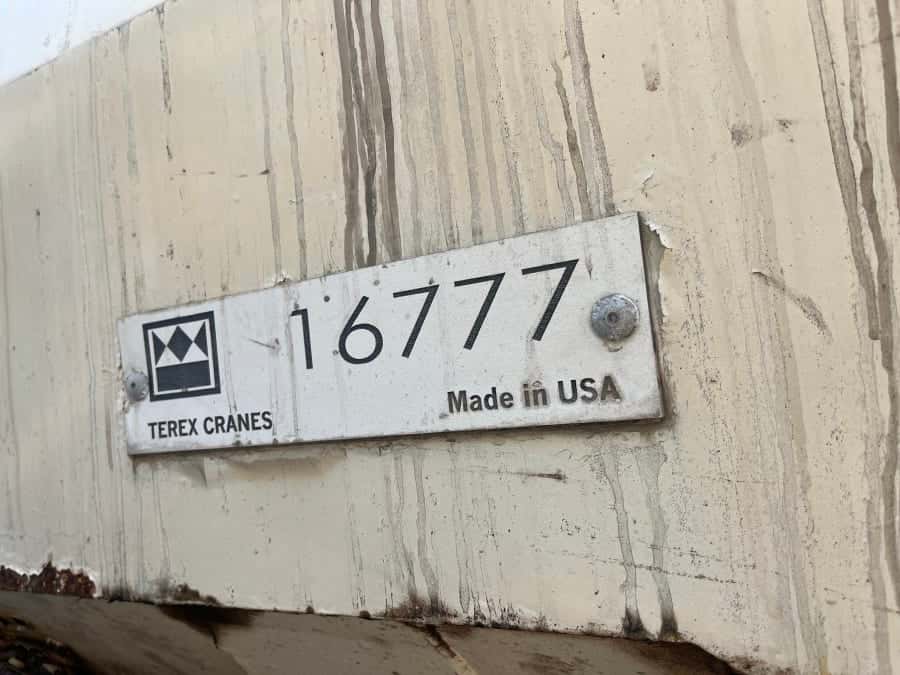 16777
TEREX CRANES
Made in USA